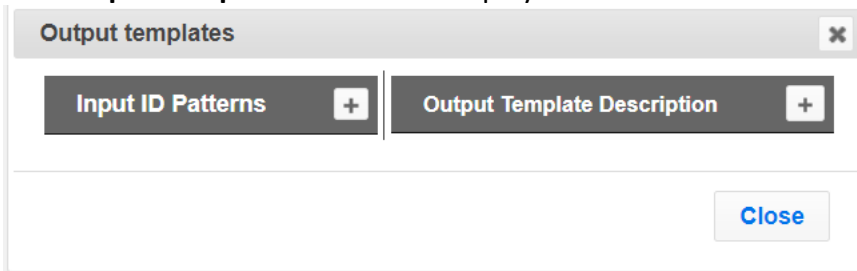 Output templates
Input ID Patterns + Output Template Description +
Close